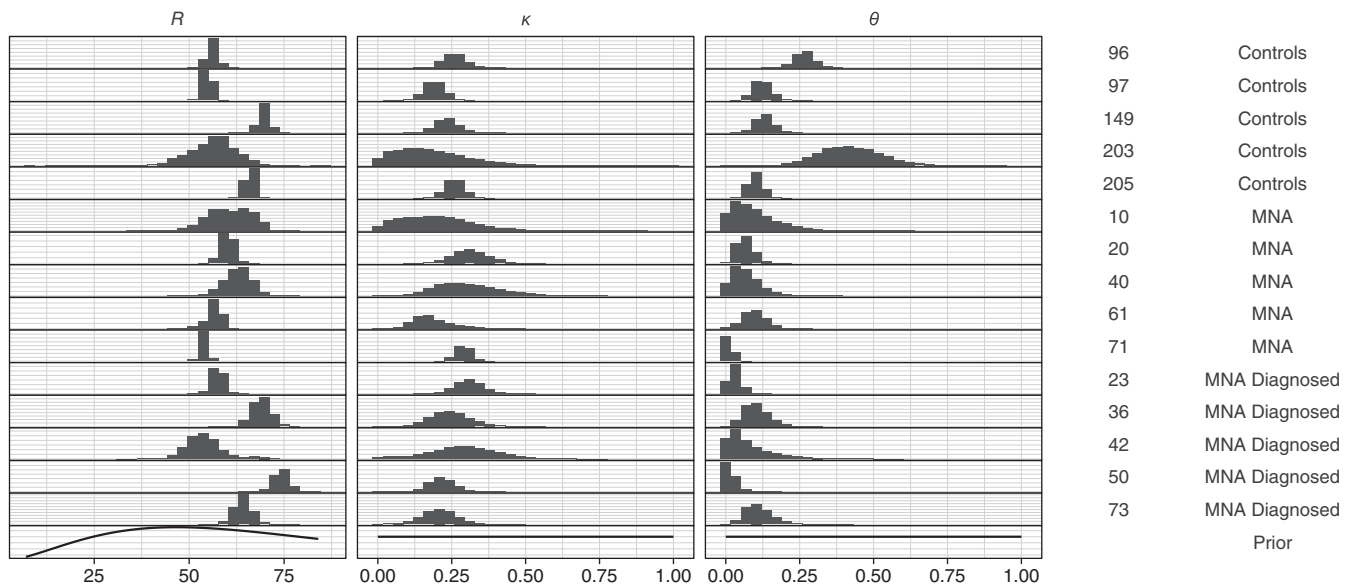 R κ θ
96 Controls
97 Controls
149 Controls
203 Controls
205 Controls
10 MNA
20 MNA
40 MNA
61 MNA
71 MNA
23 MNA Diagnosed
36 MNA Diagnosed
42 MNA Diagnosed
50 MNA Diagnosed
73 MNA Diagnosed
Prior
25 50 75 0.00 0.25 0.50 0.75 1.00 0.00 0.25 0.50 0.75 1.00